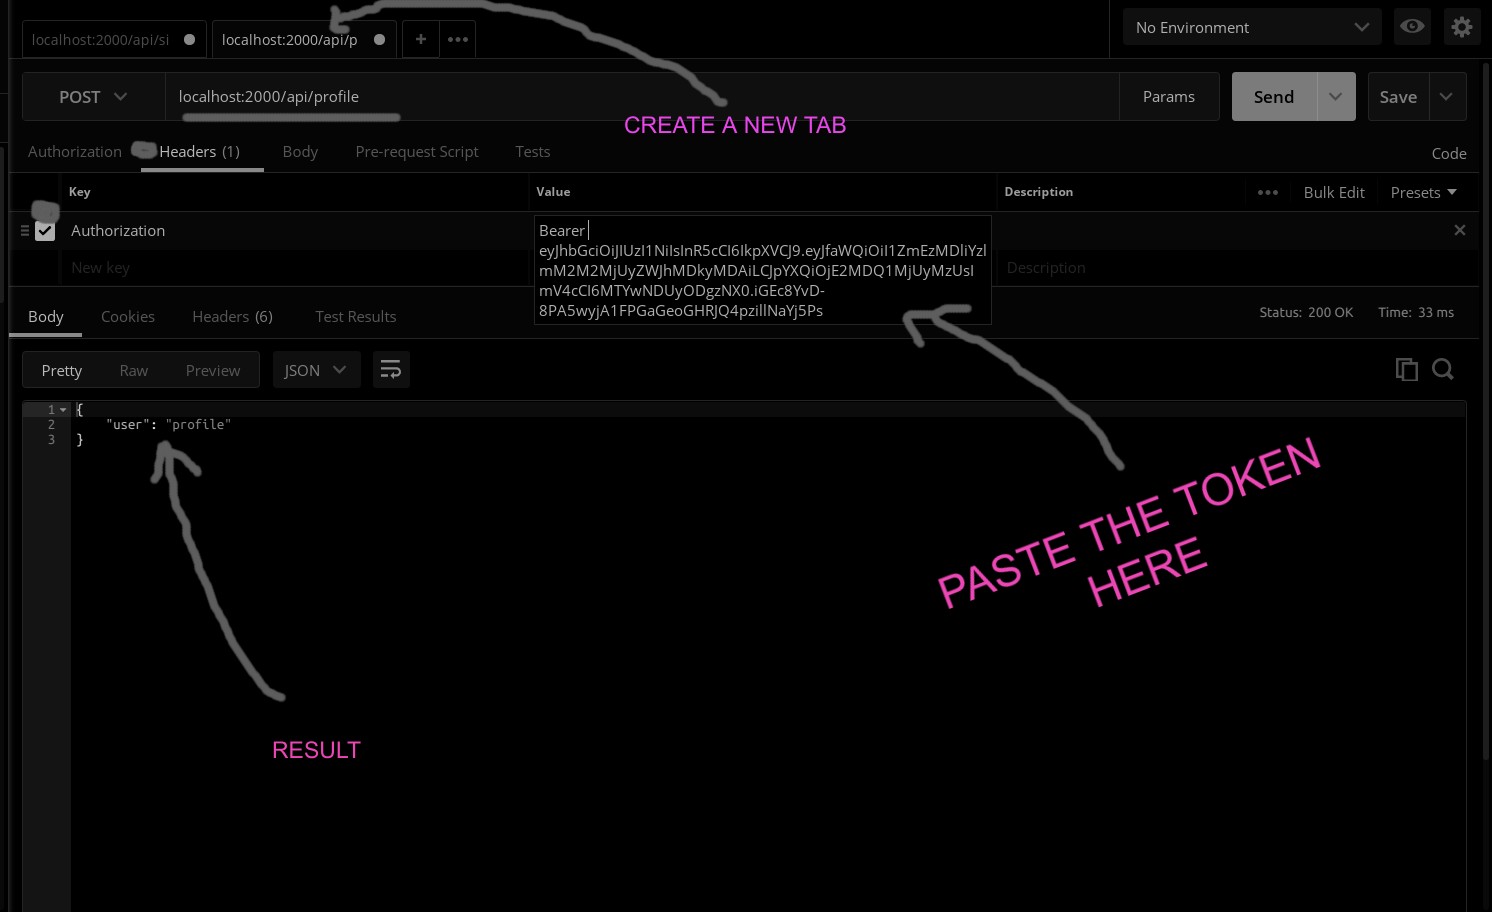 localhost:2000/api/si
localhost:2000/api/p
+
No Environment
POST
localhost:2000/api/profile
Params
Send
Save
CREATE A NEW TAB
Authorization
Headers (1)
Body
Pre-request Script
Tests
Code
Key
Value
Description
Bulk Edit
Presets
Authorization
Bearer
eyJhbGciOiJIUzI1NiIsInR5cCI6IkpXVCJ9.eyJfaWQiOiI1ZmEzMDliYzl
mM2M2MjUyZWJhMDkyMDAiLCJpYXQiOjE2MDQ1MjUyMzUsI
mV4cCI6MTYwNDUyODgzNX0.iGEc8YvD-
8PA5wyjA1FPGaGeoGHRJQ4pzillNaYj5Ps
New key
Description
Body
Cookies
Headers (6)
Test Results
Status: 200 OK
Time: 33 ms
Pretty
Raw
Preview
JSON
1 {
2 "user": "profile"
3 }
PASTE THE TOKEN
HERE
RESULT